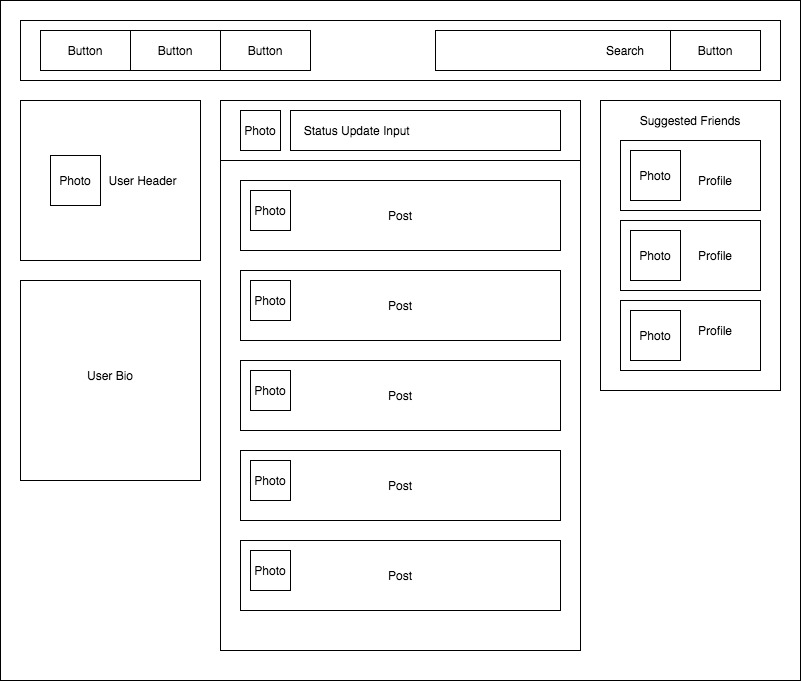 Button
Button
Button
Search
Button
Photo
User Header
User Bio
Photo
Status Update Input
Photo
Post
Photo
Post
Photo
Post
Photo
Post
Photo
Post
Suggested Friends
Photo
Profile
Photo
Profile
Photo
Profile